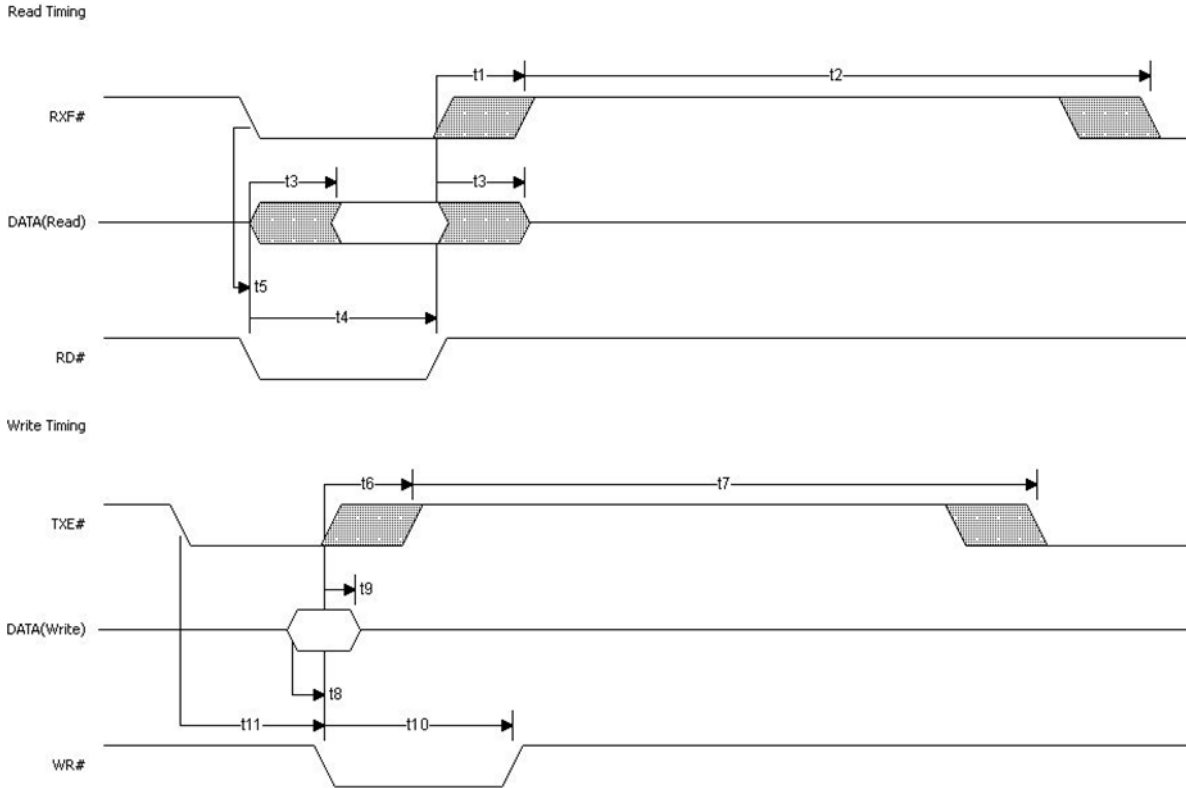 Read Timing
t1
t2
RXF#
t3
t3
DATA(Read)
t5
t4
RD#
Write Timing
t6
t7
TXE#
t9
DATA(Write)
t8
t11
t10
WR#